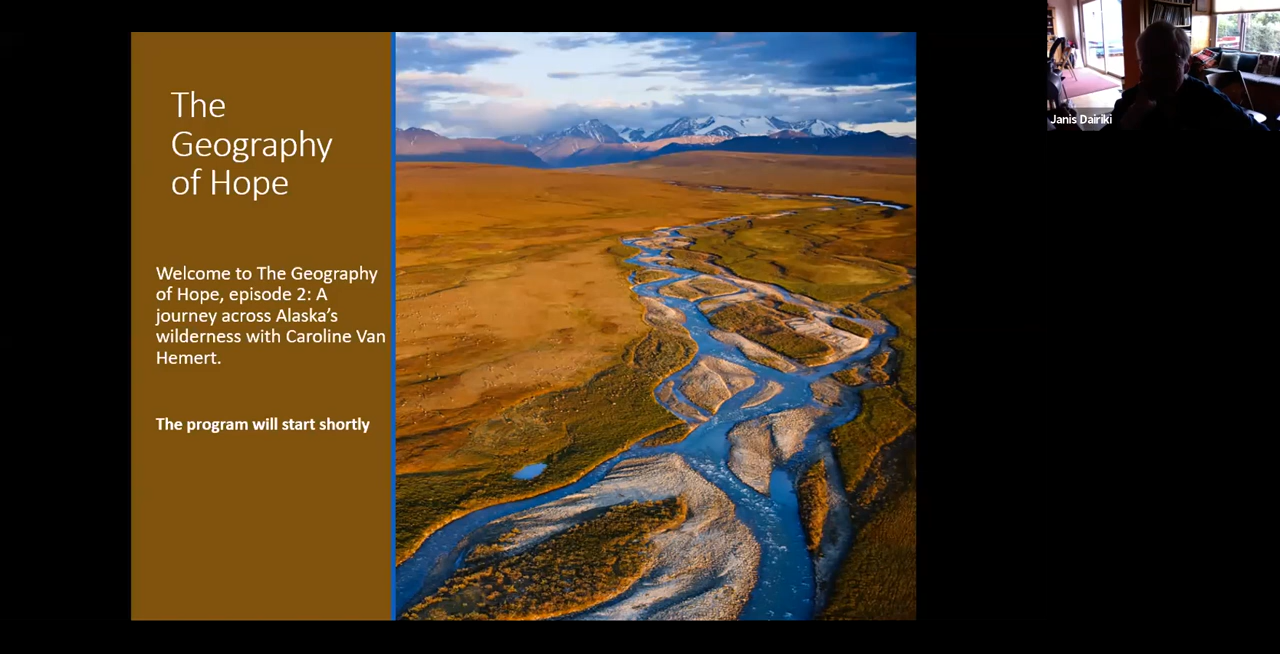 The
Geography
of Hope
Welcome to The Geography
of Hope, episode 2: A
journey across Alaska’s
wilderness with Caroline Van
Hemert.
The program will start shortly
Janis Dairiki